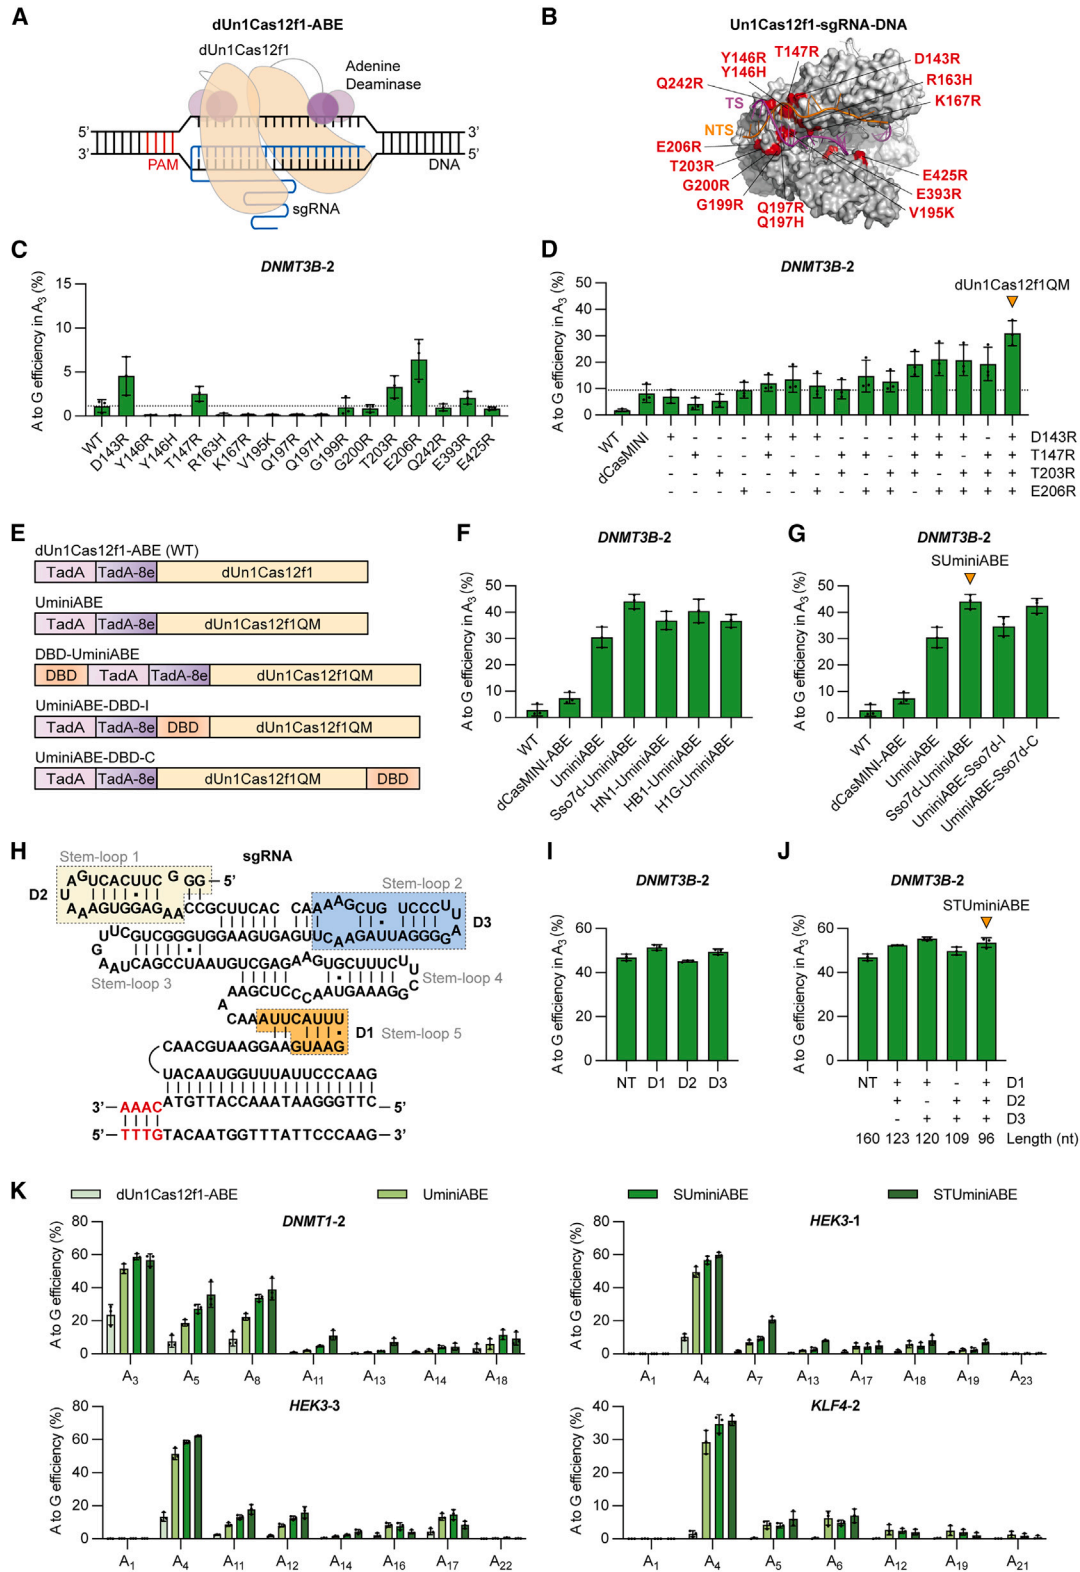 A
dUn1Cas12f1-ABE
dUn1Cas12f1
Adenine
Deaminase
5’
3’
3’
5’
PAM
DNA
sgRNA
B
Un1Cas12f1-sgRNA-DNA
Y146R
Y146H
T147R
D143R
R163H
K167R
Q242R
TS
NTS
E206R
T203R
G200R
G199R
Q197R
Q197H
E425R
E393R
V195K
C
DNMT3B-2
A to G efficiency in A3 (%)
15
10
5
0
WT D143R Y146R Y146H T147R R163H K167R V195K Q197R Q197H G199R G200R T203R E206R Q242R E393R E425R
D
DNMT3B-2
dUn1Cas12f1QM
A to G efficiency in A3 (%)
50
40
30
20
10
0
WT dCasMINI
+ - - - + + + - - - + + + - + D143R
- + - - + - - + + - + + - + + T147R
- - + - - + - + - + + - + + + T203R
- - - + - - + - + + - + + + + E206R
E
dUn1Cas12f1-ABE (WT)
TadA TadA-8e dUn1Cas12f1
UminiABE
TadA TadA-8e dUn1Cas12f1QM
DBD-UminiABE
DBD TadA TadA-8e dUn1Cas12f1QM
UminiABE-DBD-I
TadA TadA-8e DBD dUn1Cas12f1QM
UminiABE-DBD-C
TadA TadA-8e dUn1Cas12f1QM DBD
F
DNMT3B-2
A to G efficiency in A3 (%)
50
40
30
20
10
0
WT dCasMINI-ABE UminiABE Sso7d-UminiABE HN1-UminiABE HB1-UminiABE H1G-UminiABE
G
DNMT3B-2
SUminiABE
A to G efficiency in A3 (%)
50
40
30
20
10
0
WT dCasMINI-ABE UminiABE Sso7d-UminiABE UminiABE-Sso7d-I UminiABE-Sso7d-C
H
sgRNA
Stem-loop 1
D2
Stem-loop 2
D3
Stem-loop 3
Stem-loop 4
D1
Stem-loop 5
CAACGUAAGGAAGUAAG
UACAAUGGUUUAUUCCCAAG
3’ AAAC ATGTTACCAAATAAGGGTTC 5’
5’ TTTGTACAATGGTTTATTCCCAAG 3’
I
DNMT3B-2
A to G efficiency in A3 (%)
60
40
20
0
NT D1 D2 D3
J
DNMT3B-2
STUminiABE
A to G efficiency in A3 (%)
60
40
20
0
NT + + - + D1
+ - + + D2
- + + + D3
160 123 120 109 96 Length (nt)
K
dUn1Cas12f1-ABE UminiABE SUminiABE STUminiABE
DNMT1-2
A to G efficiency (%)
80
60
40
20
0
A3 A5 A8 A11 A13 A14 A18
HEK3-1
A to G efficiency (%)
80
60
40
20
0
A1 A4 A7 A13 A17 A18 A19 A23
HEK3-3
A to G efficiency (%)
80
60
40
20
0
A1 A4 A11 A12 A14 A16 A17 A22
KLF4-2
A to G efficiency (%)
40
30
20
10
0
A1 A4 A5 A6 A12 A19 A21